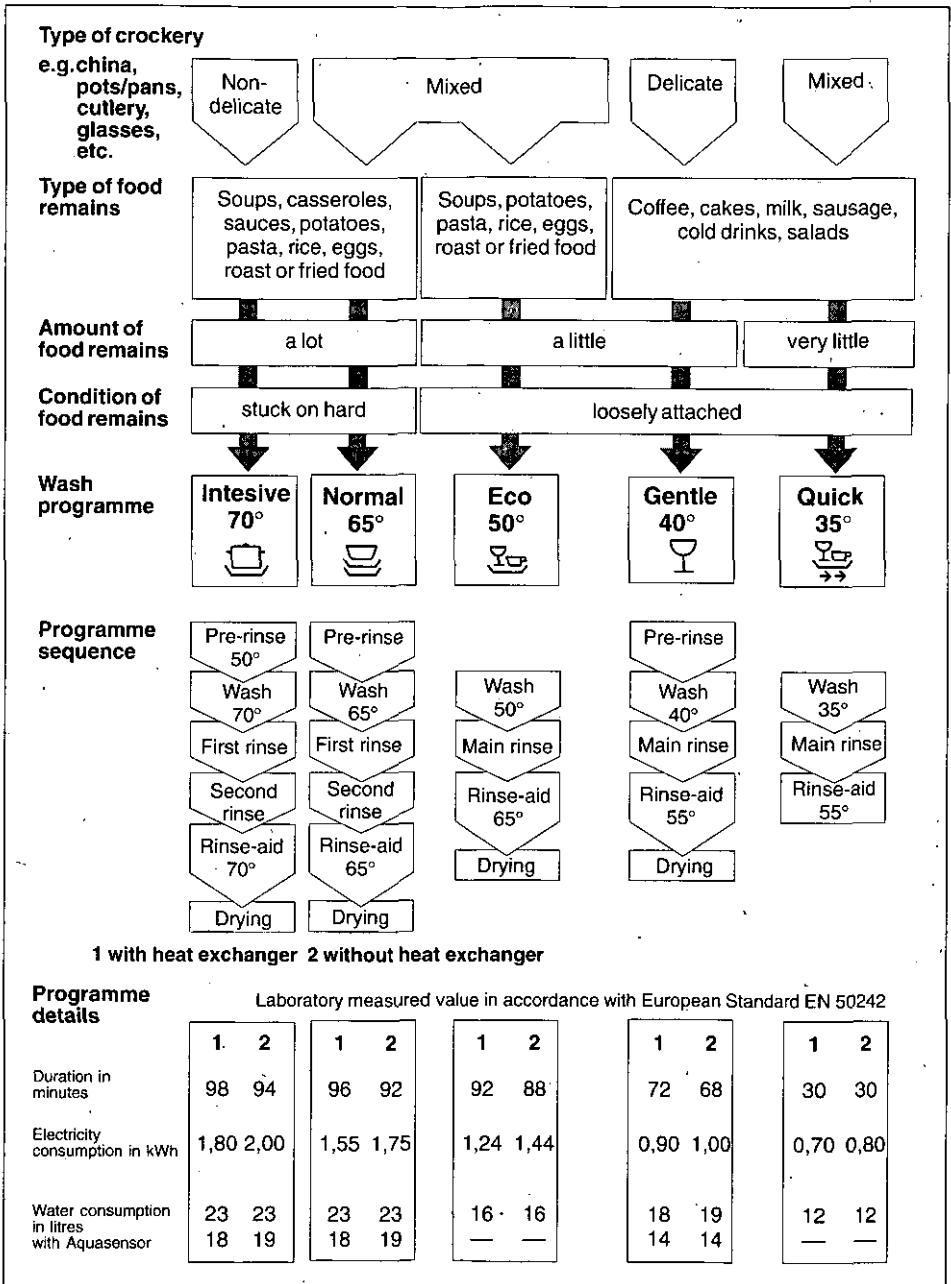 Type of crockery
e.g.china,
pots/pans,
cutlery,
glasses,
etc.
Non-
delicate
Mixed
Delicate
Mixed
Type of food
remains
Soups, casseroles,
sauces, potatoes,
pasta, rice, eggs,
roast or fried food
Soups, potatoes,
pasta, rice, eggs,
roast or fried food
Coffee, cakes, milk, sausage,
cold drinks, salads
Amount of
food remains
a lot
a little
very little
Condition of
food remains
stuck on hard
loosely attached
Wash
programme
Intesive
70°
Normal
65°
Eco
50°
Gentle
40°
Quick
35°
Programme
sequence
Pre-rinse
50°
Wash
70°
First rinse
Second
rinse
Rinse-aid
70°
Drying
Pre-rinse
Wash
65°
First rinse
Second
rinse
Rinse-aid
65°
Drying
Wash
50°
Main rinse
Rinse-aid
65°
Drying
Pre-rinse
Wash
40°
Main rinse
Rinse-aid
55°
Drying
Wash
35°
Main rinse
Rinse-aid
55°
1 with heat exchanger 2 without heat exchanger
Programme
details
Laboratory measured value in accordance with European Standard EN 50242
1 2 1 2 1 2 1 2 1 2
Duration in
minutes
98 94 96 92 92 88 72 68 30 30
Electricity
consumption in kWh
1,80 2,00 1,55 1,75 1,24 1,44 0,90 1,00 0,70 0,80
Water consumption
in litres
23 23 23 23 16 16 18 19 12 12
with Aquasensor
18 19 18 19 — — 14 14 — —